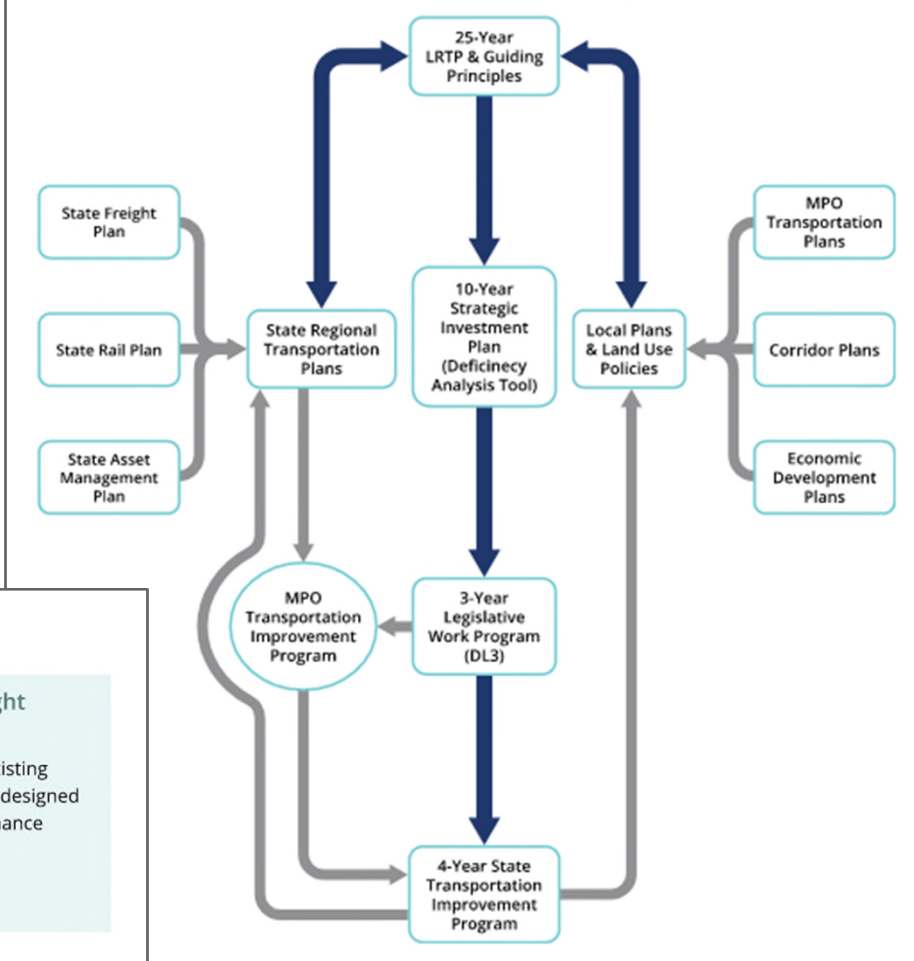 25-Year
LRTP & Guiding
Principles
State Freight
Plan
MPO
Transportation
Plans
State Rail Plan
State Regional
Transportation
Plans
10-Year
Strategic
Investment
Plan
(Deficinecy
Analysis Tool)
Local Plans
& Land Use
Policies
Corridor Plans
State Asset
Management
Plan
Economic
Development
Plans
MPO
Transportation
Improvement
Program
3-Year
Legislative
Work Program
(DL3)
4-Year State
Transportation
Improvement
Program
designed